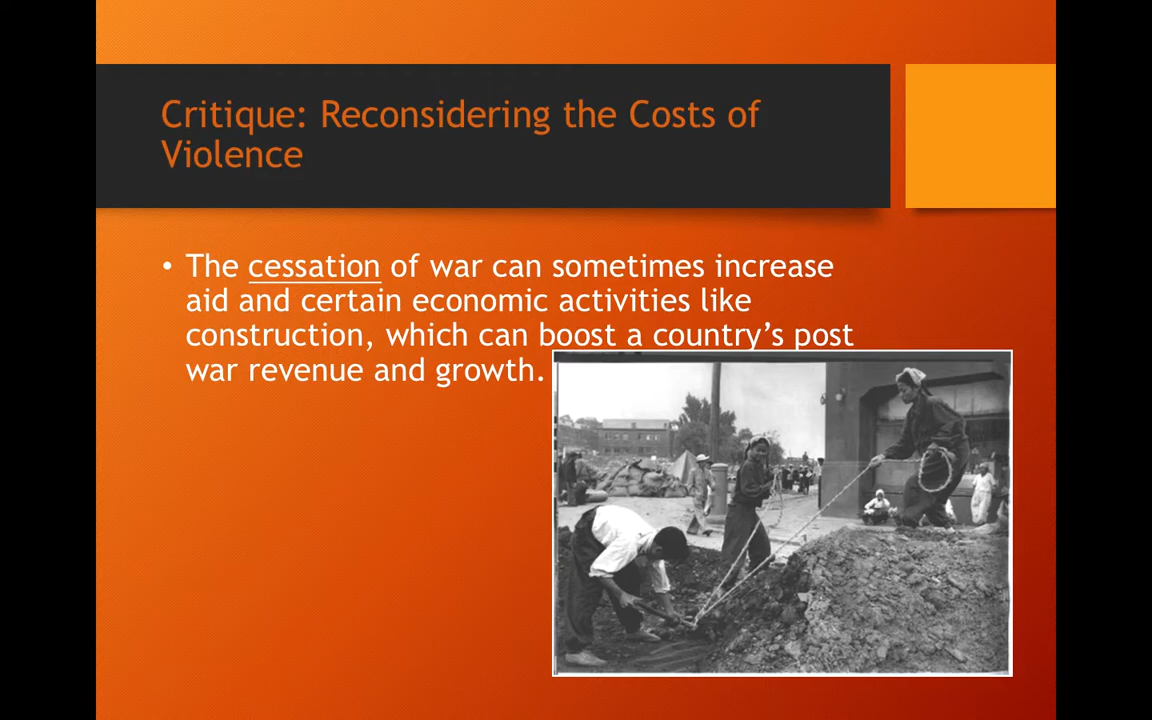 Critique: Reconsidering the Costs of
Violence
• The cessation of war can sometimes increase
aid and certain economic activities like
construction, which can boost a country’s post
war revenue and growth.